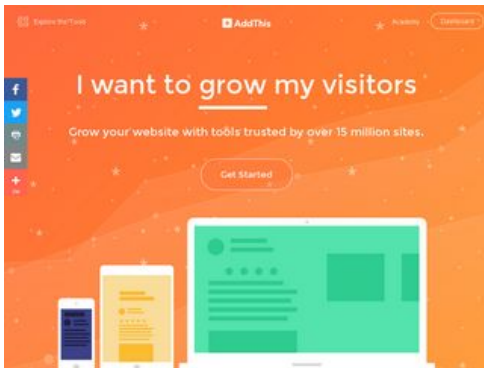 Explore the Tools
AddThis
Academy
Dashboard
I want to grow my visitors
Grow your website with tools trusted by over 15 million sites.
Get Started